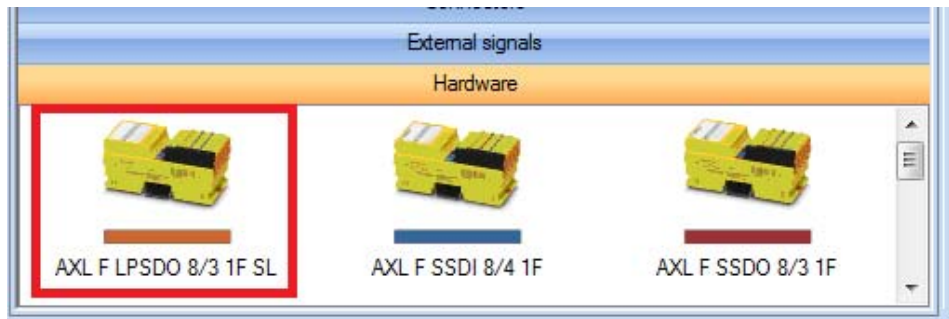 External signals
Hardware
AXL F LPSDO 8/3 1F SL
AXL F SSDI 8/4 1F
AXL F SSDO 8/3 1F